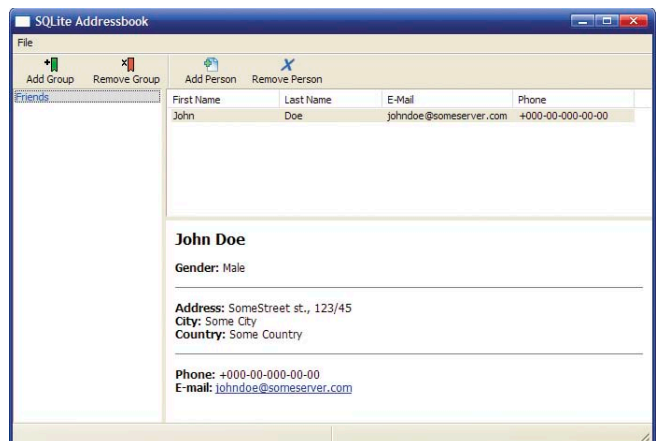 SQLite Addressbook
File
Add Group Remove Group Add Person Remove Person
Friends
First Name Last Name E-Mail Phone
John Doe johndoe@someserver.com +000-00-000-00-00
John Doe
Gender: Male
Address: SomeStreet st., 123/45
City: Some City
Country: Some Country
Phone: +000-00-000-00-00
E-mail: johndoe@someserver.com